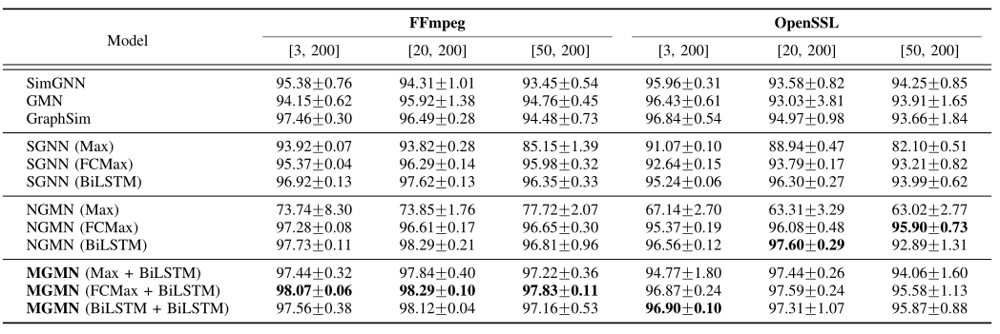 Model FFmpeg OpenSSL
[3, 200] [20, 200] [50, 200] [3, 200] [20, 200] [50, 200]
SimGNN 95.38±0.76 94.31±1.01 93.45±0.54 95.96±0.31 93.58±0.82 94.25±0.85
GMN 94.15±0.62 95.92±1.38 94.76±0.45 96.43±0.61 93.03±3.81 93.91±1.65
GraphSim 97.46±0.30 96.49±0.28 94.48±0.73 96.84±0.54 94.97±0.98 93.66±1.84
SGNN (Max) 93.92±0.07 93.82±0.28 85.15±1.39 91.07±0.10 88.94±0.47 82.10±0.51
SGNN (FCMax) 95.37±0.04 96.29±0.14 95.98±0.32 92.64±0.15 93.79±0.17 93.21±0.82
SGNN (BiLSTM) 96.92±0.13 97.62±0.13 96.35±0.33 95.24±0.06 96.30±0.27 93.99±0.62
NGMN (Max) 73.74±8.30 73.85±1.76 77.72±2.07 67.14±2.70 63.31±3.29 63.02±2.77
NGMN (FCMax) 97.28±0.08 96.61±0.17 96.65±0.30 95.37±0.19 96.08±0.48 95.90±0.73
NGMN (BiLSTM) 97.73±0.11 98.29±0.21 96.81±0.96 96.56±0.12 97.60±0.29 92.89±1.31
MGMN (Max + BiLSTM) 97.44±0.32 97.84±0.40 97.22±0.36 94.77±1.80 97.44±0.26 94.06±1.60
MGMN (FCMax + BiLSTM) 98.07±0.06 98.29±0.10 97.83±0.11 96.87±0.24 97.59±0.24 95.58±1.13
MGMN (BiLSTM + BiLSTM) 97.56±0.38 98.12±0.04 97.16±0.53 96.90±0.10 97.31±1.07 95.87±0.88